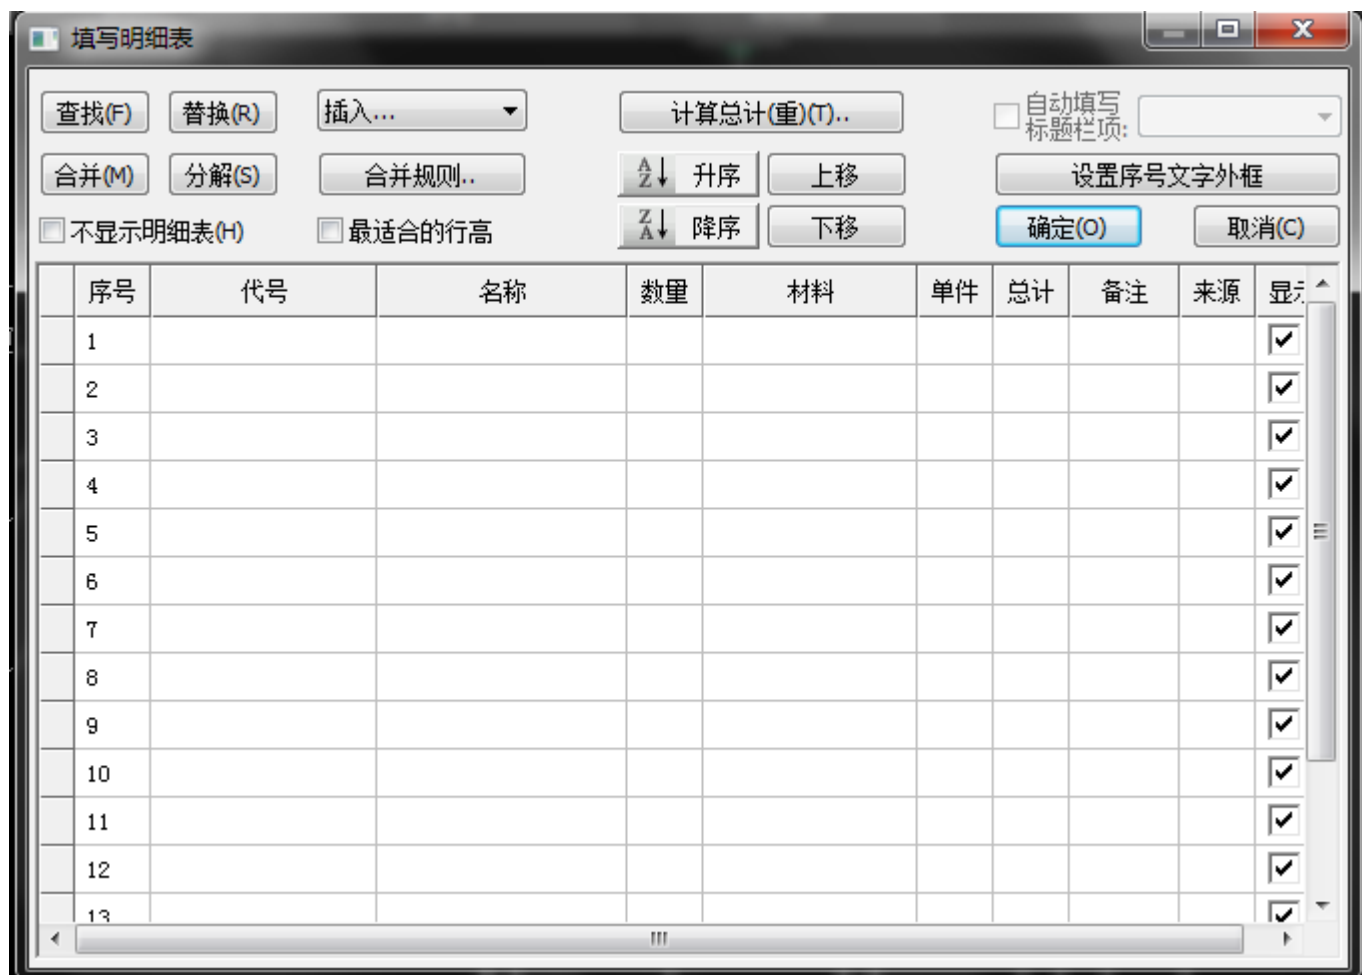 填写明细表
查找(F) 替换(R) 插入... 计算总计(重)(T).. 自动填写
标题栏项:
合并(M) 分解(S) 合并规则.. 升序 上移 设置序号文字外框
不显示明细表(H) 最适合的行高 降序 下移 确定(O) 取消(C)
序号 代号 名称 数量 材料 单件 总计 备注 来源 显示
1
2
3
4
5
6
7
8
9
10
11
12
13